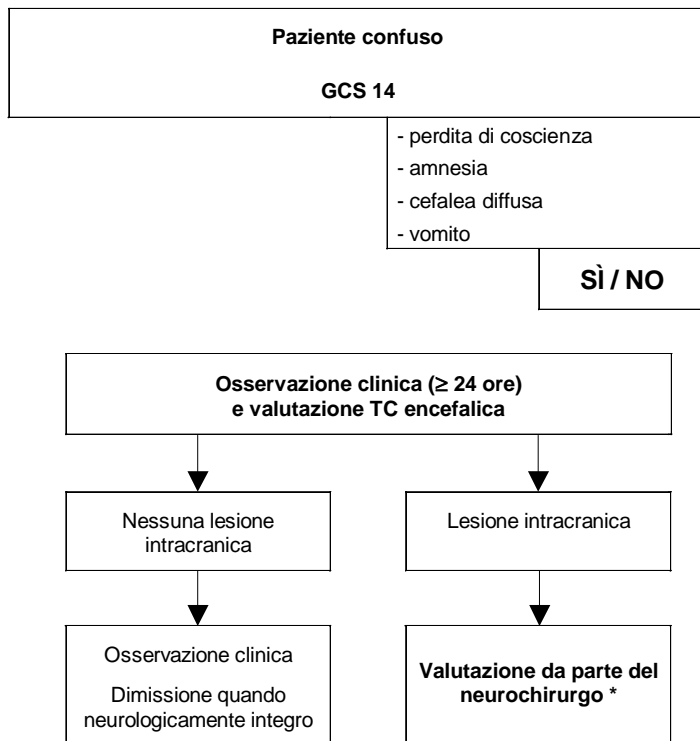 Paziente confuso
GCS 14
- perdita di coscienza
- amnesia
- cefalea diffusa
- vomito
SÌ / NO
Osservazione clinica (≥ 24 ore)
e valutazione TC encefalica
Nessuna lesione
intracranica
Lesione intracranica
Osservazione clinica
Dimissione quando
neurologicamente integro
Valutazione da parte del
neurochirurgo *